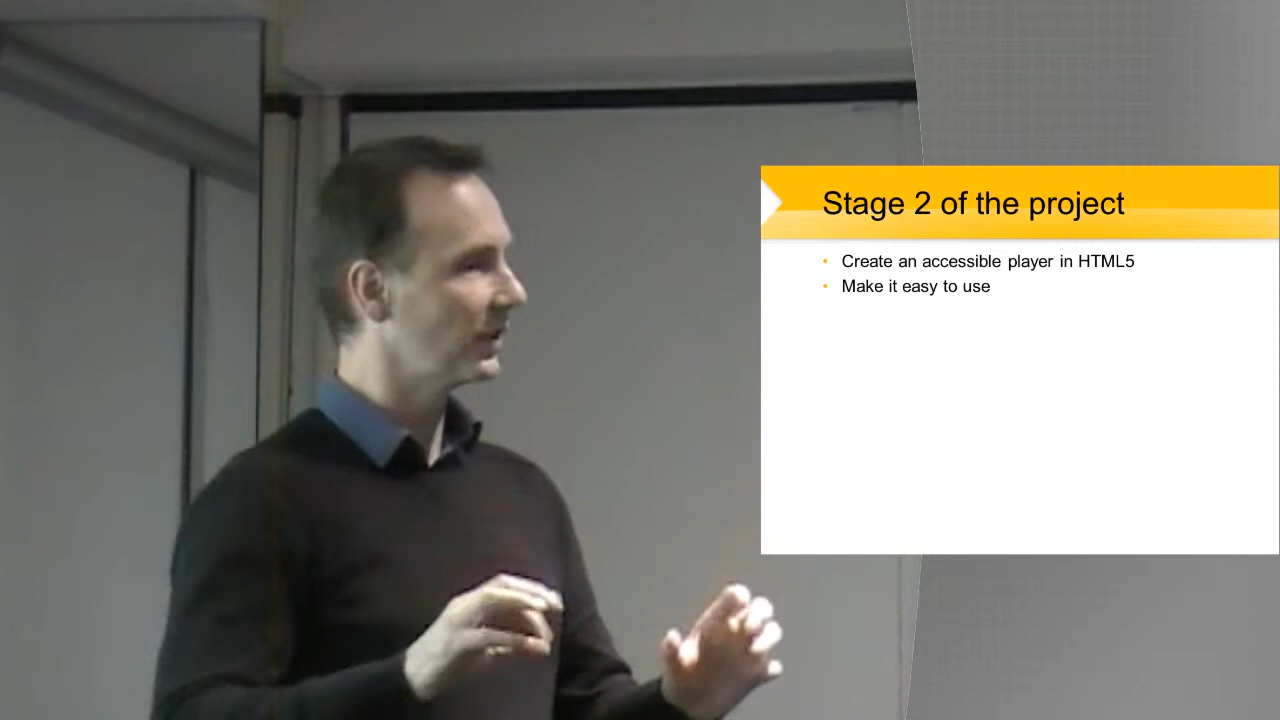 Stage 2 of the project
• Create an accessible player in HTML5
• Make it easy to use